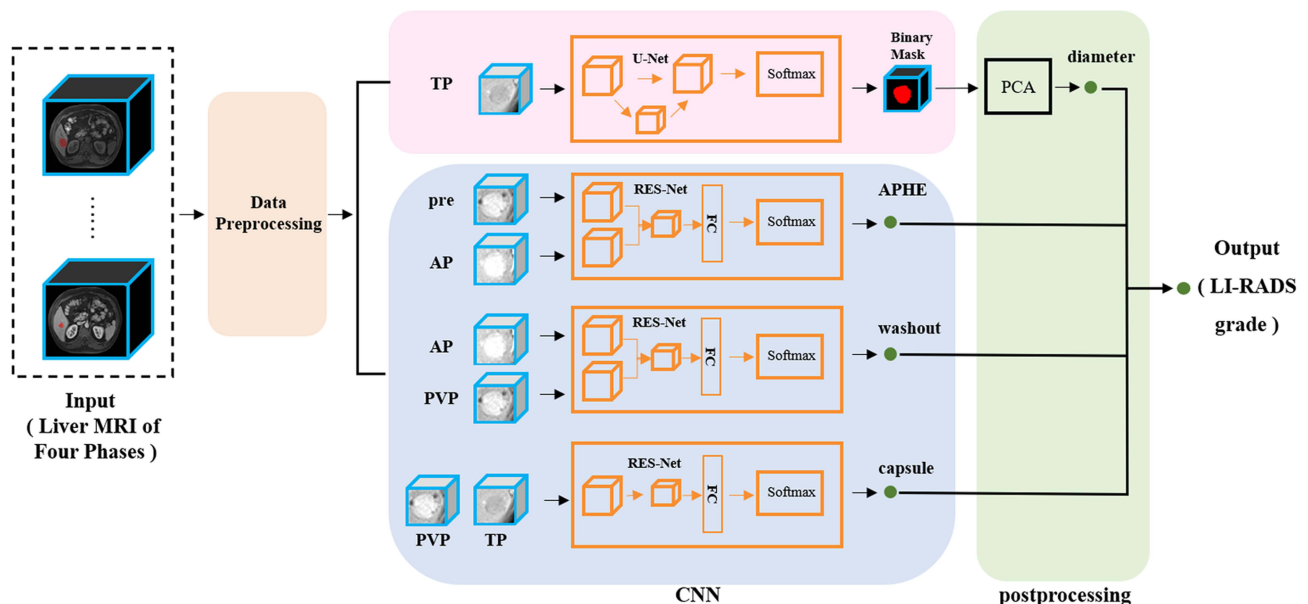 Input
( Liver MRI of
Four Phases )
Data
Preprocessing
TP
U-Net
Softmax
Binary
Mask
PCA
diameter
pre
AP
RES-Net
FC
Softmax
APHE
AP
PVP
RES-Net
FC
Softmax
washout
PVP
TP
RES-Net
FC
Softmax
capsule
CNN
postprocessing
Output
( LI-RADS
grade )